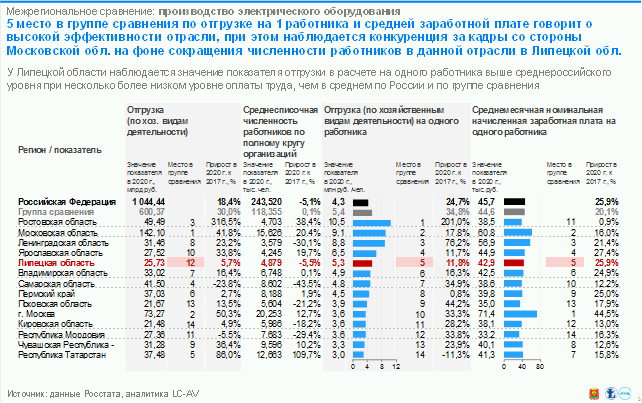 Межрегиональное сравнение: производство электрического оборудования
5 место в группе сравнения по отгрузке на 1 работника и средней заработной плате говорит о
высокой эффективности отрасли, при этом наблюдается конкуренция за кадры со стороны
Московской обл. на фоне сокращения численности работников в данной отрасли в Липецкой обл.
У Липецкой области наблюдается значение показателя отгрузки в расчете на одного работника выше среднероссийского
уровня при несколько более низком уровне оплаты труда, чем в среднем по России и по группе сравнения
Регион / показатель
Отгрузка
(по хоз. видам
деятельности)
Среднесписочная
численность
работников по
полному кругу
организаций
Отгрузка (по хозяйственным
видам деятельности) на одного
работника
Среднемесячная номинальная
начисленная заработная плата на
одного работника
Значение показателя в 2020 г., млрд руб. Место в группе сравнения Прирост в 2020 г. к 2017 г., % Значение показателя в 2020 г., тыс. чел. Прирост в 2020 г. к 2017 г., % Значение показателя в 2020 г., млн руб. /чел. Место в группе сравнения Прирост в 2020 г. к 2017 г., % Значение показателя в 2020 г., тыс. руб. Место в группе сравнения Прирост в 2020 г. к 2017 г., %
Российская Федерация 1 044,44 18,4% 243,520 -5,1% 4,3 24,7% 45,7 25,9%
Группа сравнения 600,37 30,0% 118,355 0,1% 5,4 34,8% 44,6 20,1%
Ростовская область 49,49 3 316,5% 4,703 38,4% 10,5 1 201,0% 38,5 11 0,9%
Московская область 142,10 1 41,8% 15,626 20,4% 9,1 2 17,8% 60,8 2 16,0%
Ленинградская область 31,46 8 23,2% 3,579 -30,1% 8,8 3 76,2% 56,9 3 21,4%
Ярославская область 27,52 10 33,8% 4,245 19,7% 6,5 4 11,7% 44,9 4 27,4%
Липецкая область 25,73 12 5,7% 4,879 -5,5% 5,3 5 11,8% 42,9 5 25,9%
Владимирская область 33,02 7 16,4% 6,748 0,1% 4,9 6 16,3% 42,5 6 24,9%
Самарская область 41,50 4 -23,8% 8,602 -43,5% 4,8 7 34,9% 38,6 10 12,2%
Пермский край 37,03 6 2,7% 8,188 1,9% 4,5 8 0,8% 39,8 9 25,0%
Псковская область 21,67 13 13,5% 5,604 -21,2% 3,9 9 44,2% 35,0 13 17,9%
г. Москва 73,27 2 50,3% 20,253 12,7% 3,6 10 33,3% 71,4 1 44,5%
Кировская область 21,48 14 4,9% 5,986 -18,2% 3,6 11 28,2% 38,1 12 13,0%
Республика Мордовия 27,36 11 -5,5% 7,683 -29,4% 3,6 12 33,8% 33,2 14 16,3%
Чувашская Республика - 31,28 9 36,4% 9,596 10,2% 3,3 13 23,9% 40,1 8 12,6%
Республика Татарстан 37,48 5 86,0% 12,663 109,7% 3,0 14 -11,3% 41,3 7 15,8%
0 4 8 12 0 40 80
Источник: данные Росстата, аналитика LC-AV